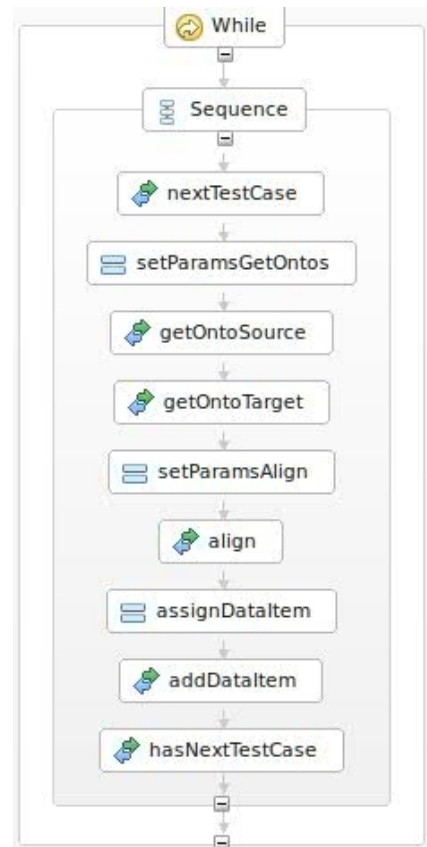 While
Sequence
nextTestCase
setParamsGetOntos
getOntoSource
getOntoTarget
setParamsAlign
align
assignDataItem
addDataItem
hasNextTestCase